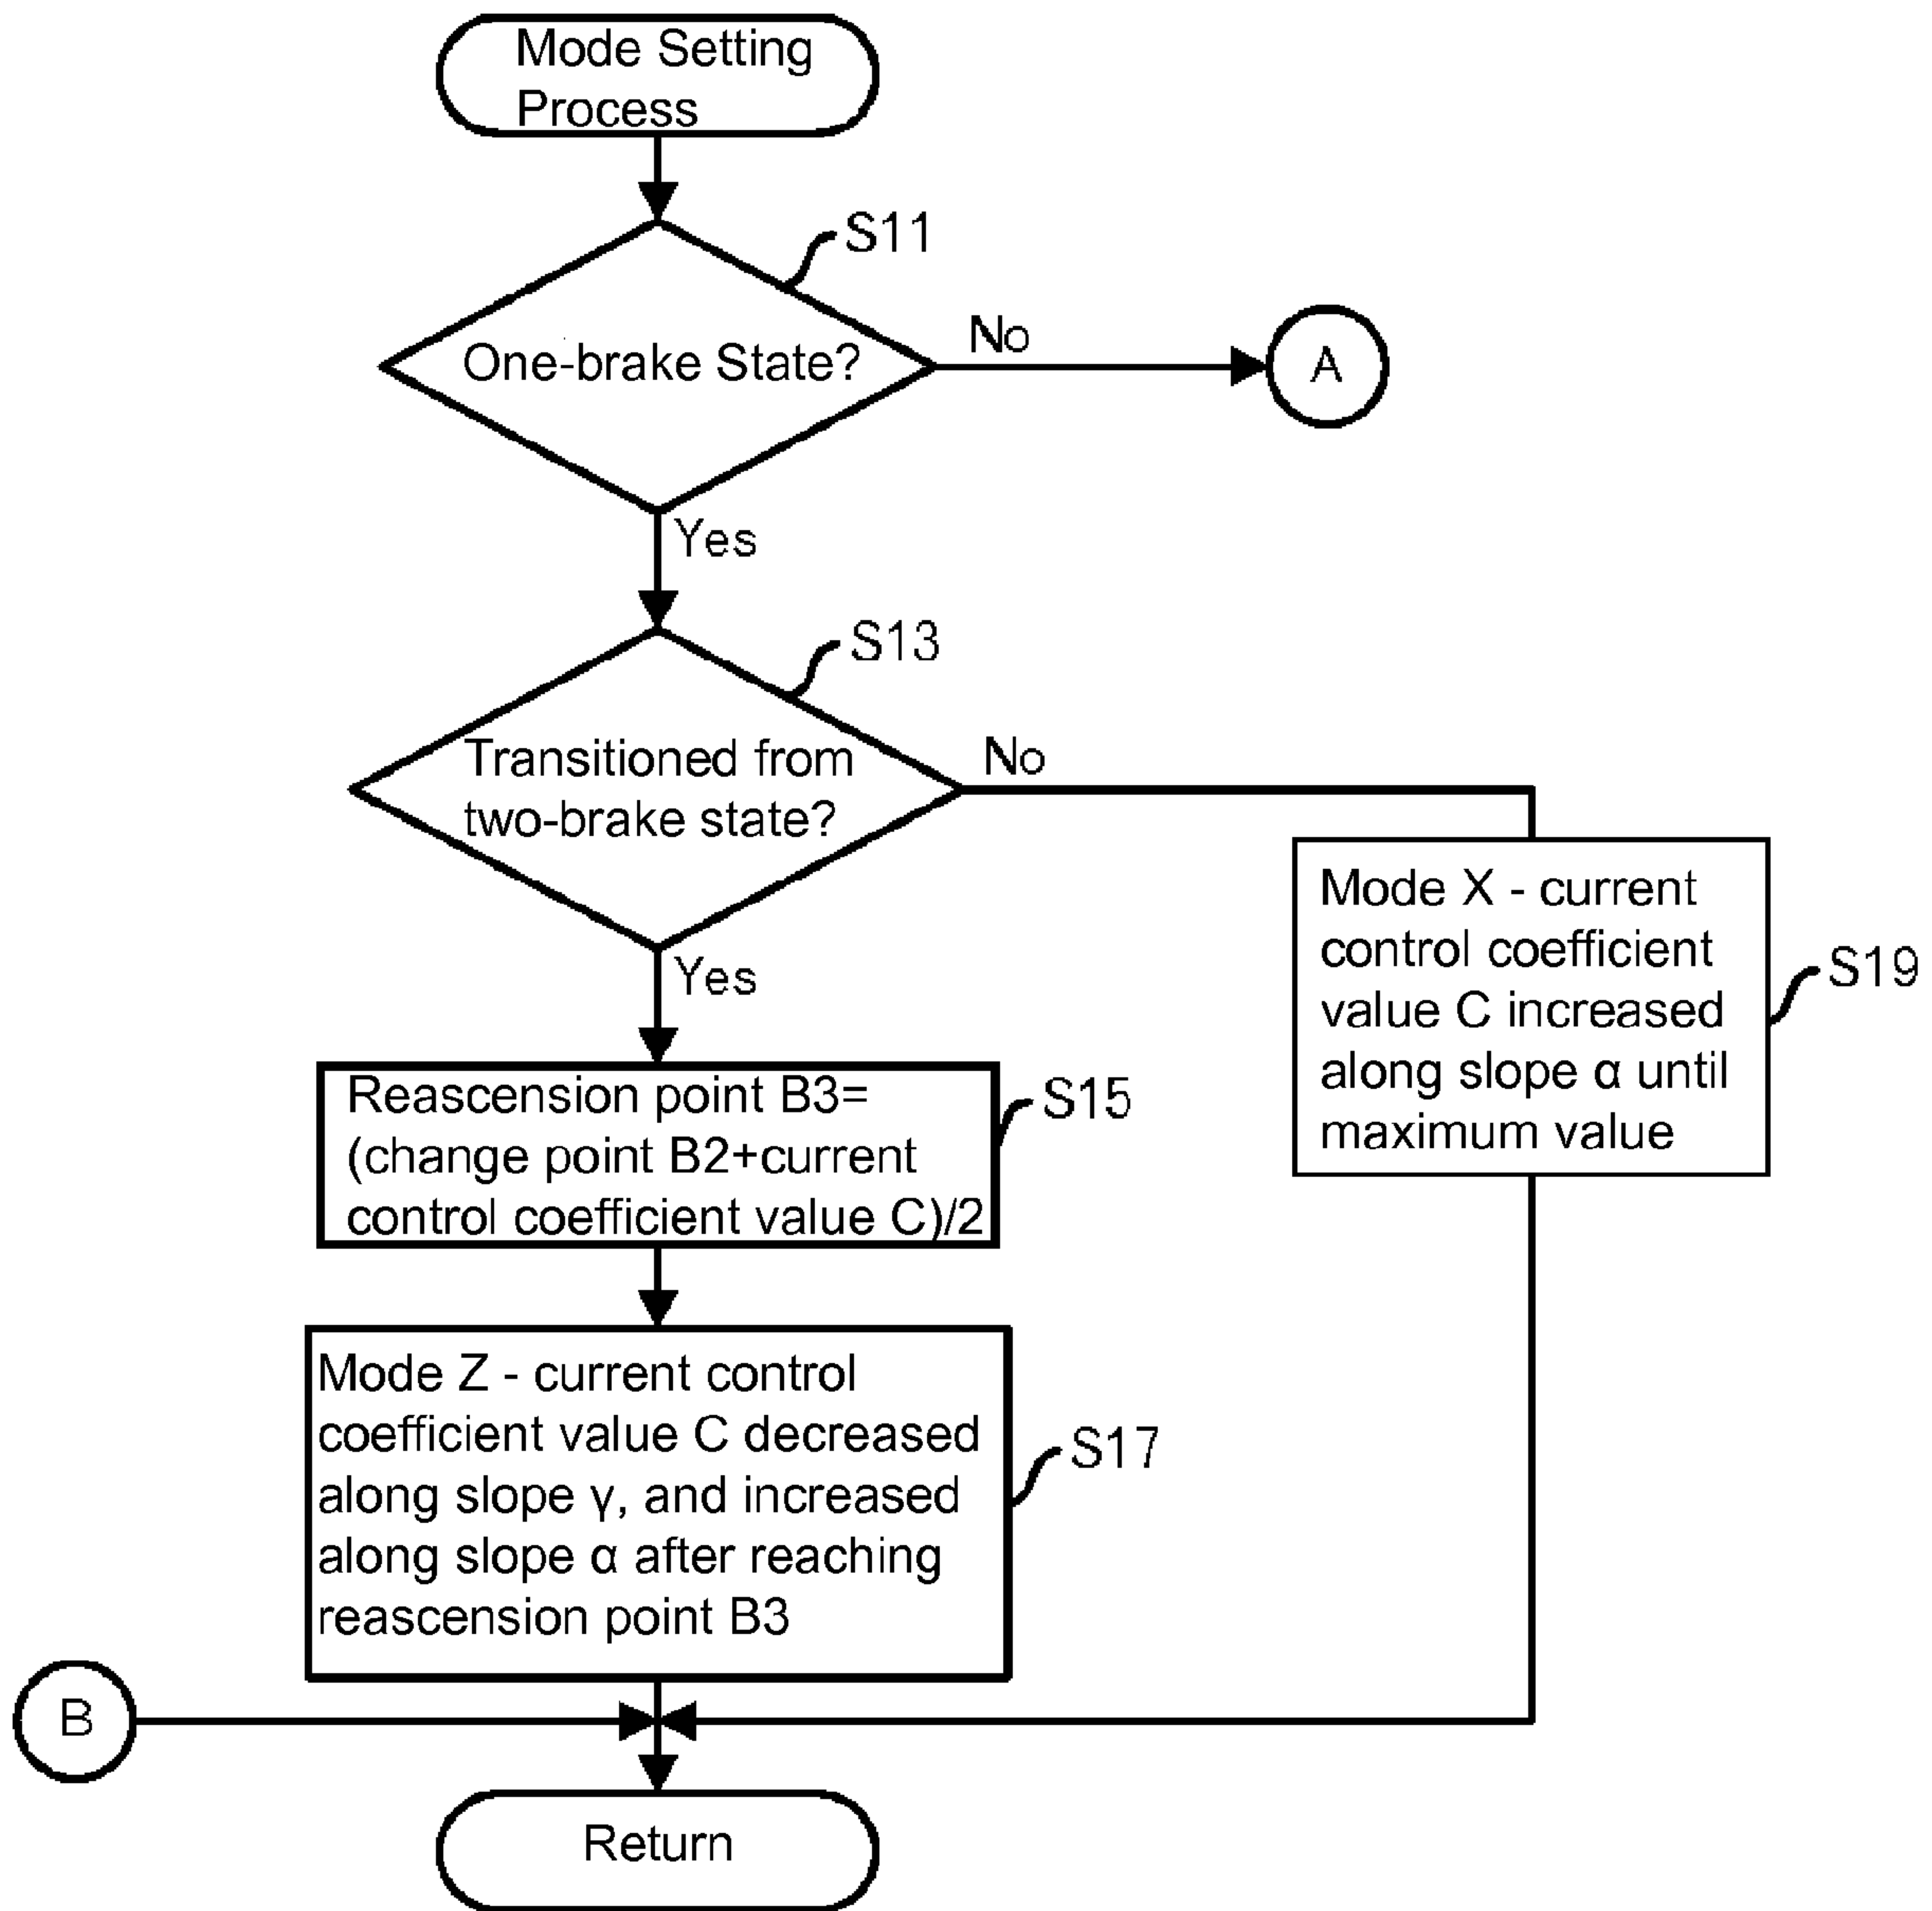 Mode Setting
Process
S11
One-brake State?
No
A
Yes
S13
Transitioned from
two-brake state?
No
Mode X - current
control coefficient
value C increased
along slope α until
maximum value
S19
Yes
Reascension point B3=
(change point B2+current
control coefficient value C)/2
S15
Mode Z - current control
coefficient value C decreased
along slope γ, and increased
along slope α after reaching
reascension point B3
S17
B
Return